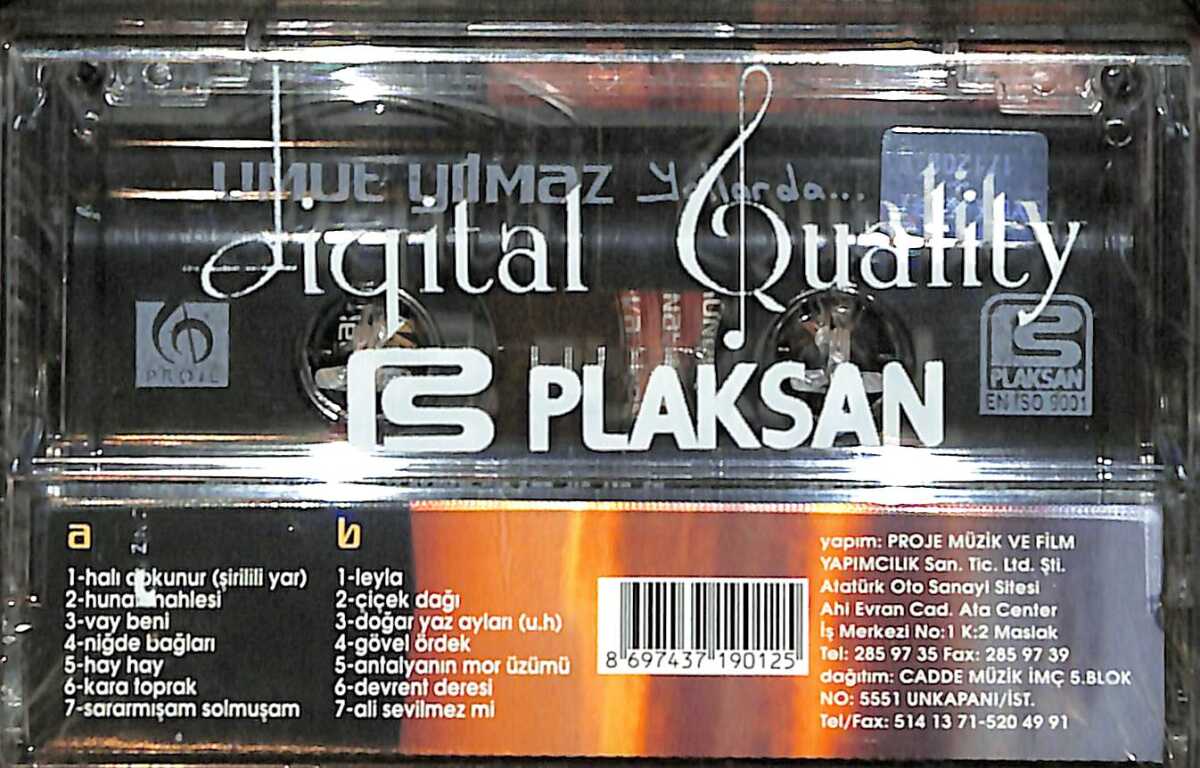 umut yılmaz Yollarda...
Digital Quality
PROJE
PLAKSAN
PLAKSAN
EN ISO 9001
a
1-halı dokunur (şirilili yar)
2-hunat mahlesi
3-vay beni
4-niğde bağları
5-hay hay
6-kara toprak
7-sararmışam solmuşam
b
1-leyla
2-çiçek dağı
3-doğar yaz ayları (u.h)
4-gövel ördek
5-antalyanın mor üzümü
6-devrent deresi
7-ali sevilmez mi
8 697437 190125
yapım: PROJE MÜZİK VE FİLM
YAPIMCILIK San. Tic. Ltd. Şti.
Atatürk Oto Sanayi Sitesi
Ahi Evran Cad. Ata Center
İş Merkezi No:1 K:2 Maslak
Tel: 285 97 35 Fax: 285 97 39
dağıtım: CADDE MÜZİK İMÇ 5.BLOK
NO: 5551 UNKAPANI/İST.
Tel/Fax: 514 13 71-520 49 91